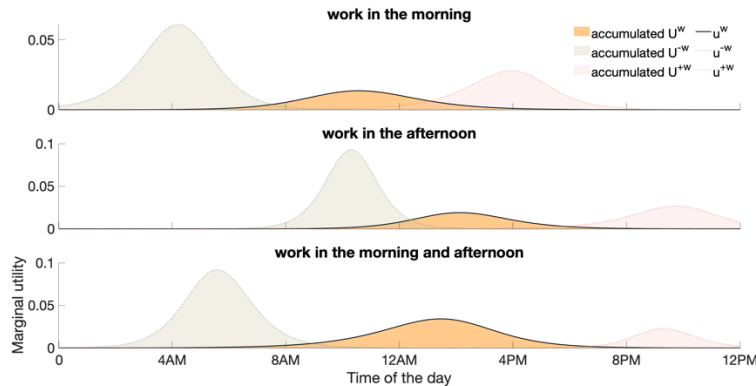 work in the morning
accumulated U^w u^w
accumulated U^-w u^-w
accumulated U^+w u^+w
0.05
0
work in the afternoon
0.1
0.05
0
work in the morning and afternoon
0.1
0.05
0
Marginal utility
0 4AM 8AM 12AM 4PM 8PM 12PM
Time of the day